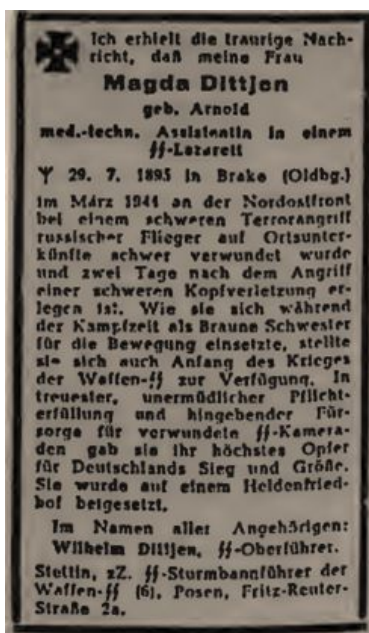 Ich erhielt die traurige Nach-
richt, daß meine Frau
Magda Dittjen
geb. Arnold
med.-techn. Assistentin in einem
ᛋᛋ-Lazarett
ᛉ 29. 7. 1895 in Brake (Oldbg.)
im März 1944 an der Nordostfront
bei einem schweren Terrorangriff
russischer Flieger auf Ortsunter-
künfte schwer verwundet wurde
und zwei Tage nach dem Angriff
einer schweren Kopfverletzung er-
legen ist. Wie sie sich während
der Kampfzeit als Braune Schwester
für die Bewegung einsetzte, stellte
sie sich auch Anfang des Krieges
der Waffen-ᛋᛋ zur Verfügung. In
treuester, unermüdlicher Pflicht-
erfüllung und hingebender Für-
sorge für verwundete ᛋᛋ-Kamera-
den gab sie ihr höchstes Opfer
für Deutschlands Sieg und Größe.
Sie wurde auf einem Heldenfried-
hof beigesetzt.
Im Namen aller Angehörigen:
Wilhelm Dittjen, ᛋᛋ-Oberführer.
Stettin, zZ. ᛋᛋ-Sturmbannführer der
Waffen-ᛋᛋ (6), Posen, Fritz-Reuter-
Straße 2a.